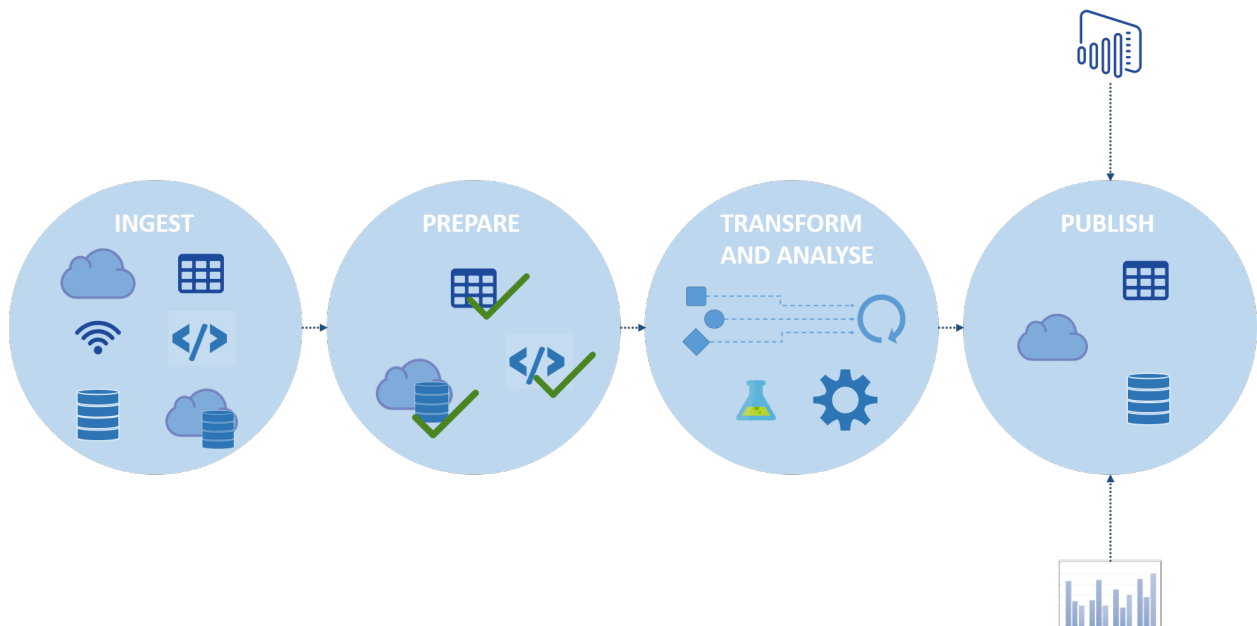 INGEST
PREPARE
TRANSFORM
AND ANALYSE
PUBLISH